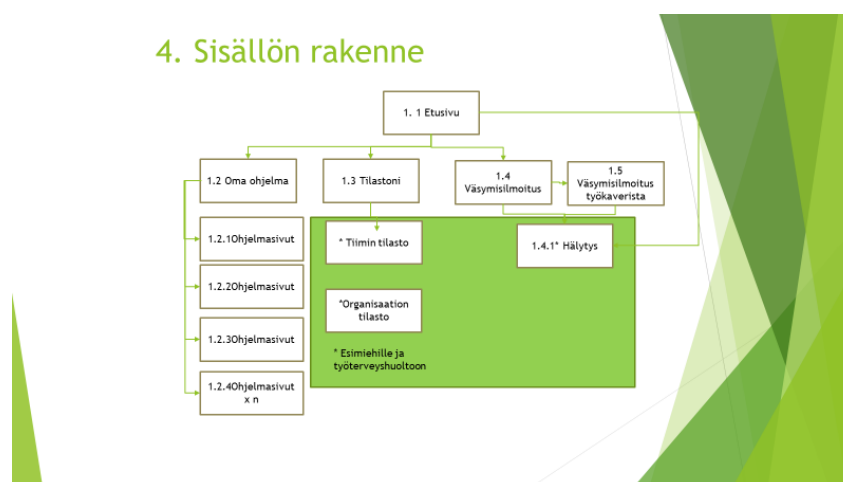 4. Sisällön rakenne
1. 1 Etusivu
1.2 Oma ohjelma
1.3 Tilastoni
1.4
Väsymisilmoitus
1.5
Väsymisilmoitus
työkaverista
1.2.1Ohjelmasivut
* Tiimin tilasto
1.4.1* Hälytys
1.2.2Ohjelmasivut
*Organisaation
tilasto
1.2.3Ohjelmasivut
* Esimiehille ja
työterveyshuoltoon
1.2.4Ohjelmasivut
x n